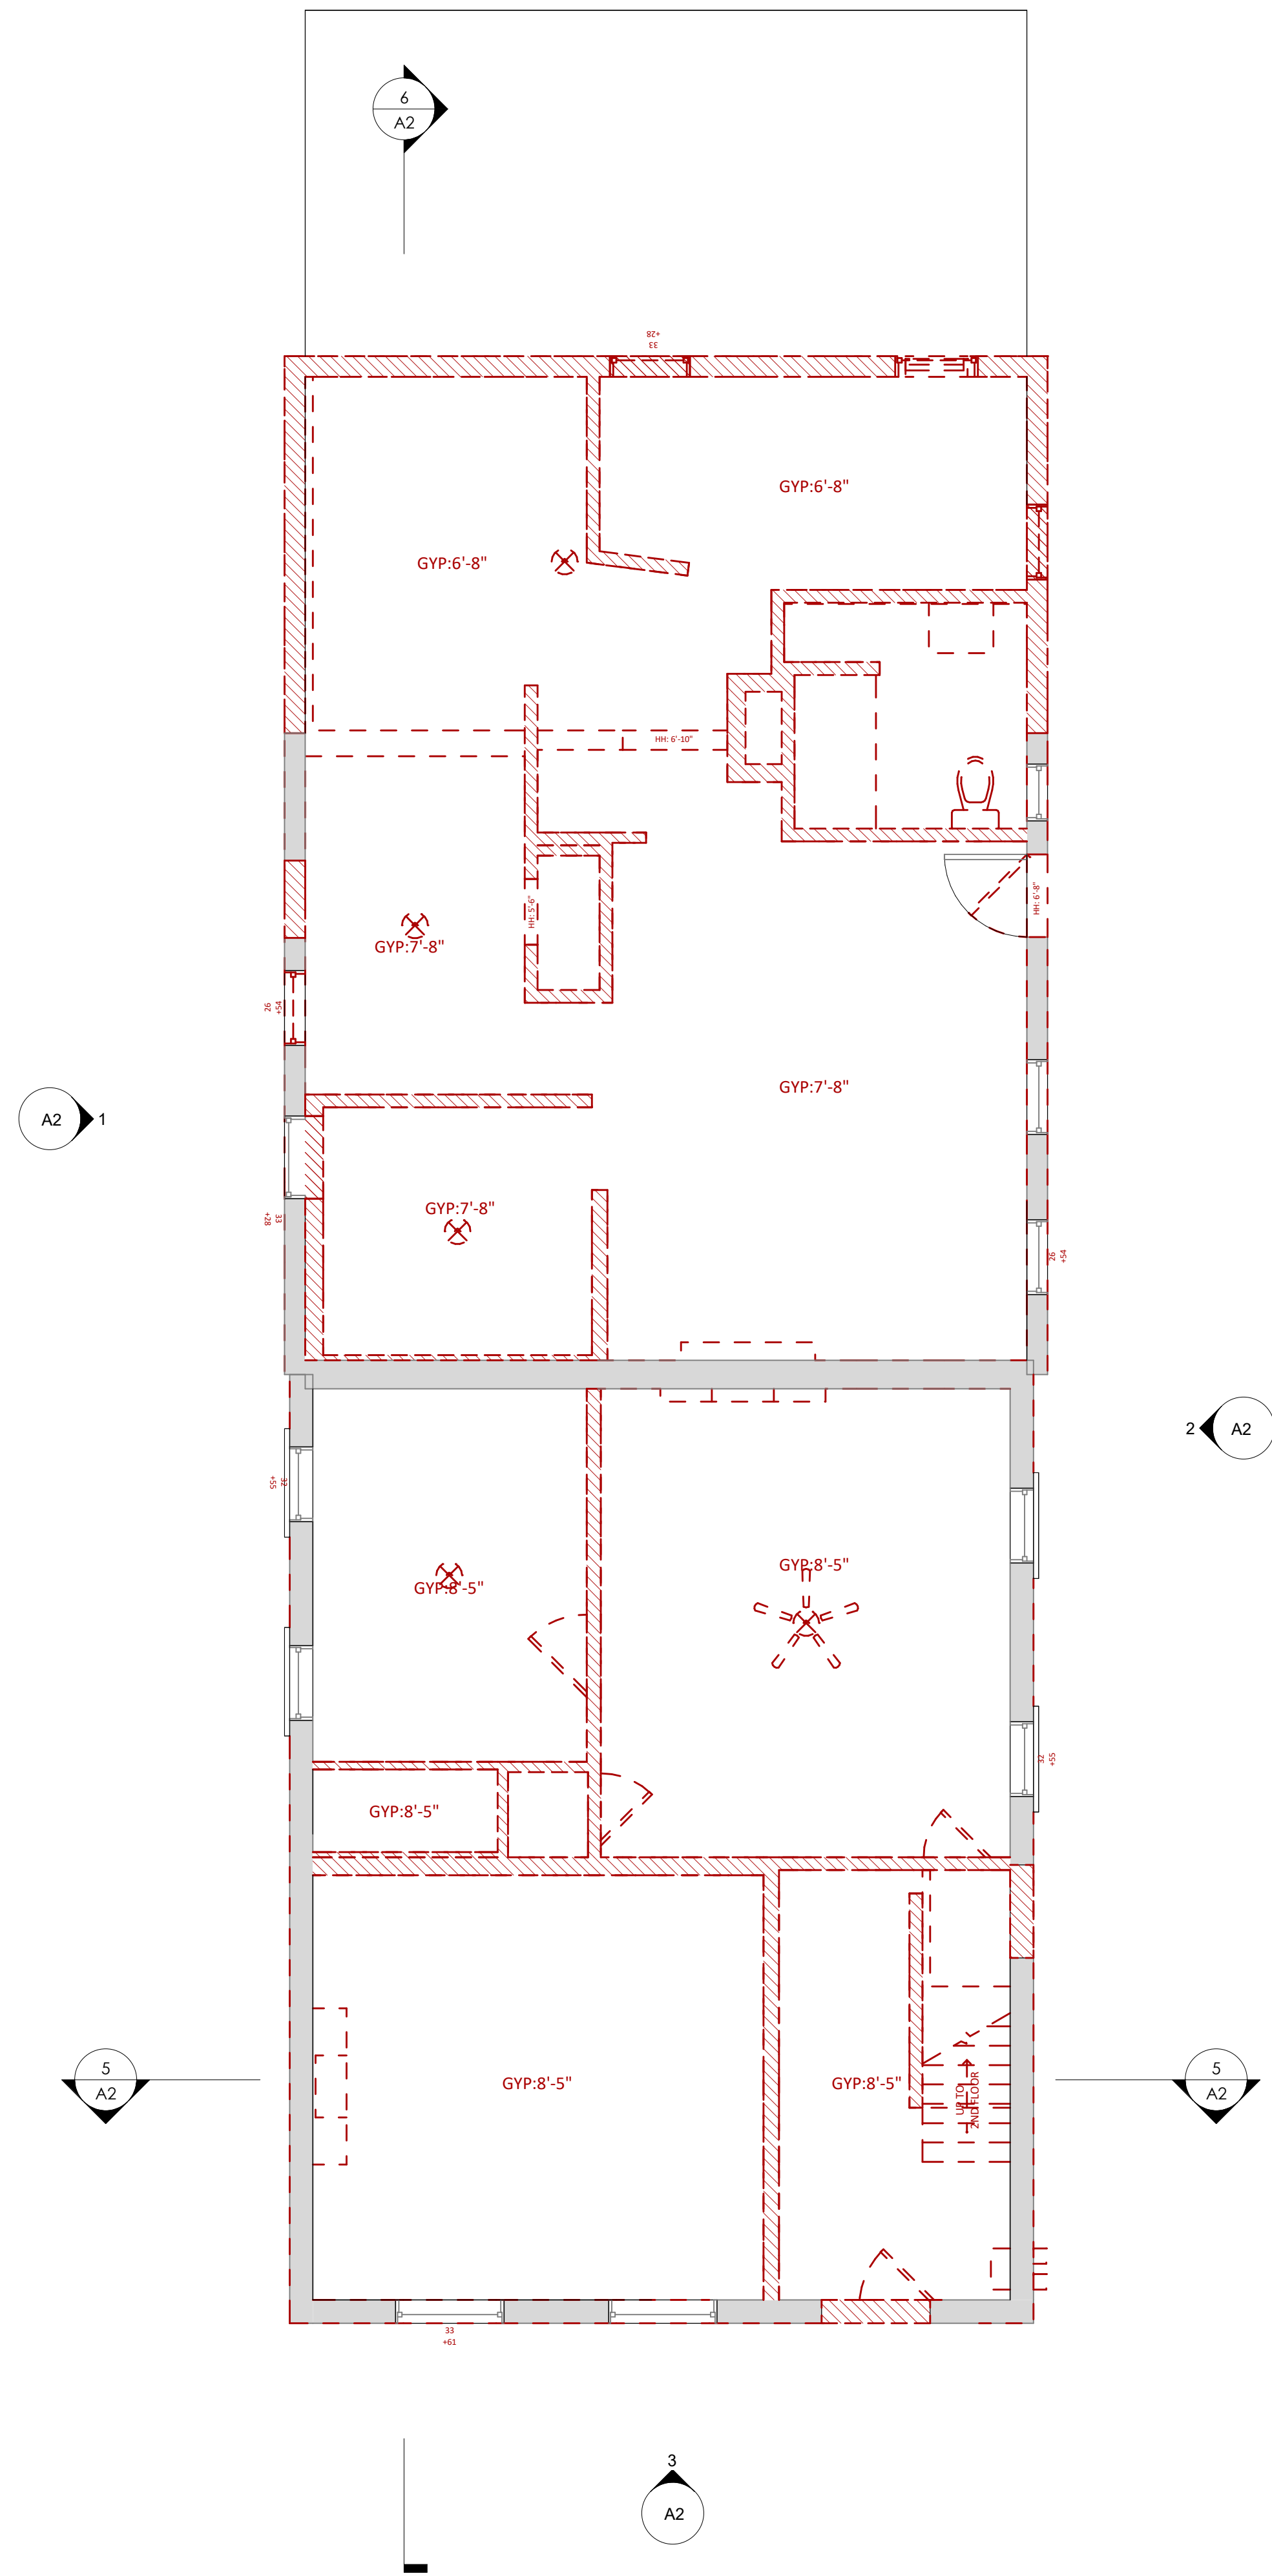 6
A2
+28
33
GYP:6'-8"
GYP:6'-8"
HH: 6'-10"
HH: 6'-8"
HH: 5'-6"
GYP:7'-8"
26
+54
GYP:7'-8"
A2
1
GYP:7'-8"
33
+28
26
+54
2
A2
32
+55
GYP:8'-5"
GYP:8'-5"
32
+55
GYP:8'-5"
5
A2
GYP:8'-5"
GYP:8'-5"
UP TO
2ND FLOOR
5
A2
33
+61
3
A2